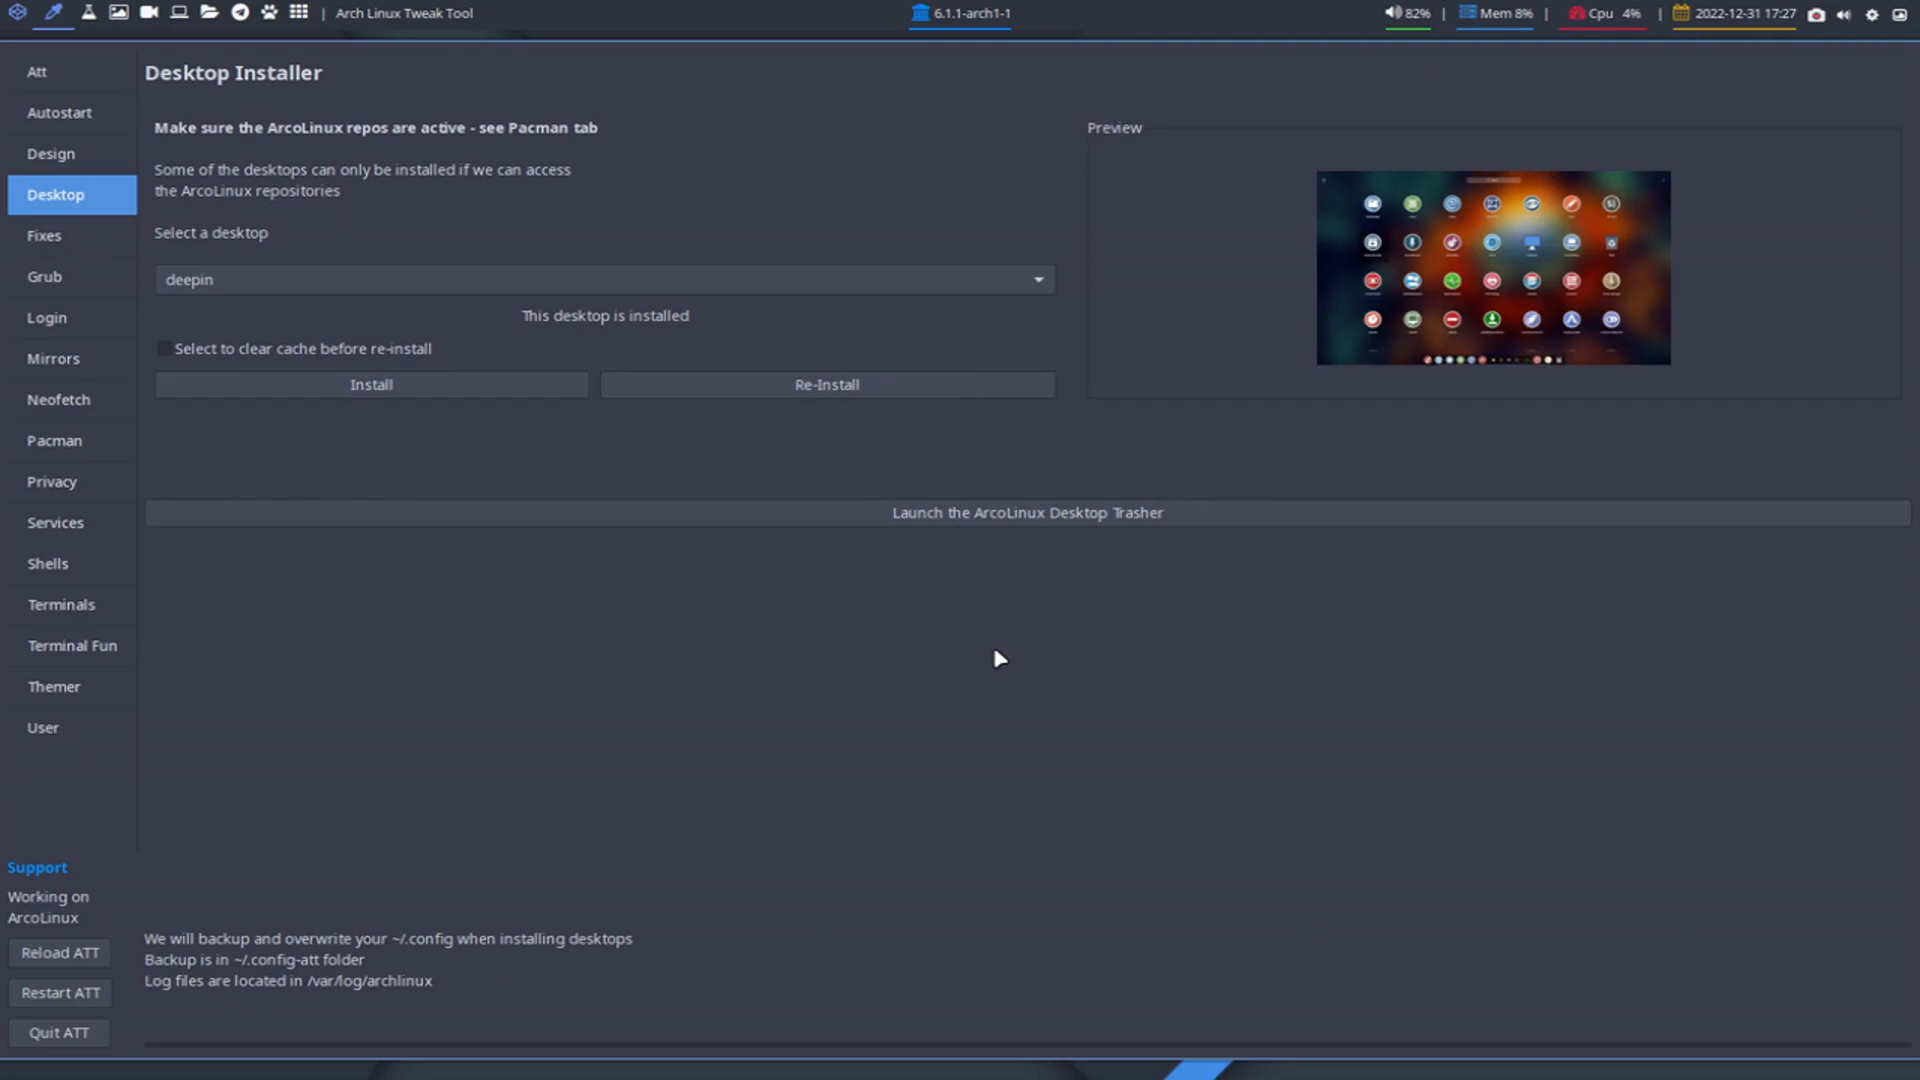 | Arch Linux Tweak Tool
6.1.1-arch1-1
82% | Mem 8% | Cpu 4% | 2022-12-31 17:27
Att
Autostart
Design
Desktop
Fixes
Grub
Login
Mirrors
Neofetch
Pacman
Privacy
Services
Shells
Terminals
Terminal Fun
Themer
User
Support
Working on
ArcoLinux
Reload ATT
Restart ATT
Quit ATT
Desktop Installer
Make sure the ArcoLinux repos are active - see Pacman tab
Some of the desktops can only be installed if we can access
the ArcoLinux repositories
Select a desktop
deepin
This desktop is installed
Select to clear cache before re-install
Install
Re-Install
Preview
Launch the ArcoLinux Desktop Trasher
We will backup and overwrite your ~/.config when installing desktops
Backup is in ~/.config-att folder
Log files are located in /var/log/archlinux